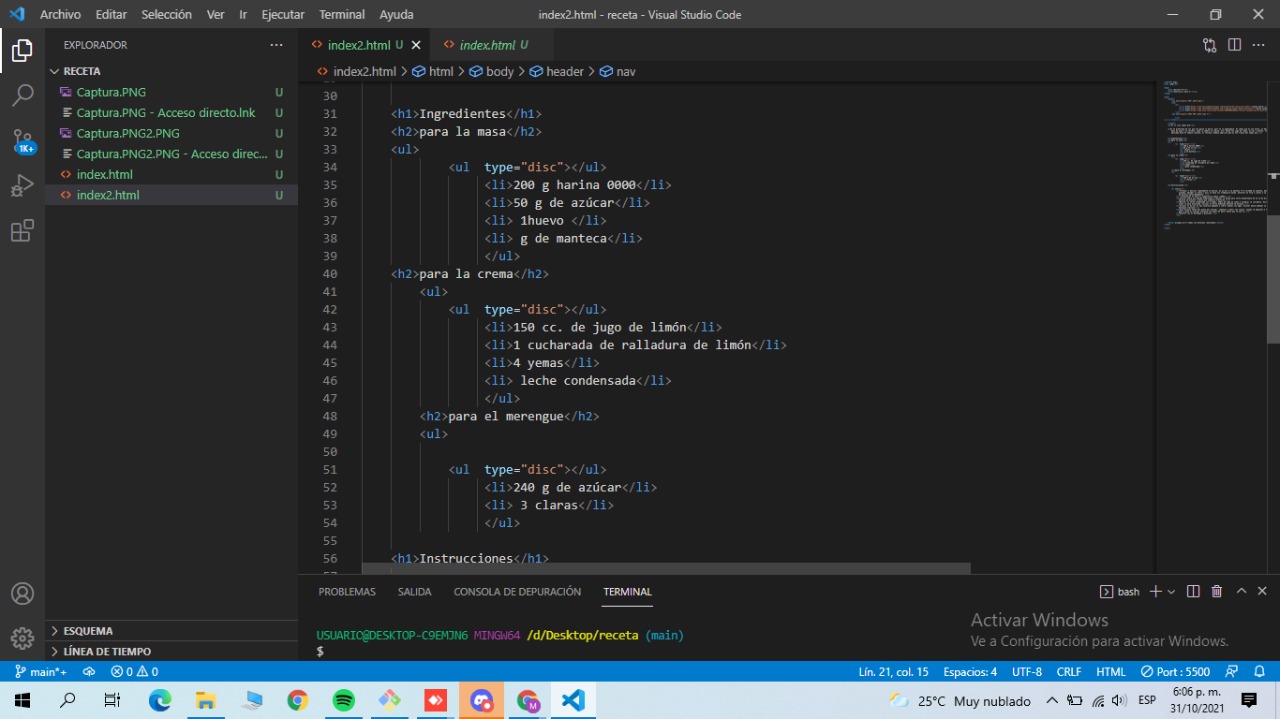 Archivo Editar Selección Ver Ir Ejecutar Terminal Ayuda index2.html - receta - Visual Studio Code
EXPLORADOR
RECETA
Captura.PNG U
Captura.PNG - Acceso directo.lnk U
Captura.PNG2.PNG U
Captura.PNG2.PNG - Acceso direc... U
index.html U
index2.html U
1K+
ESQUEMA
LÍNEA DE TIEMPO
index2.html U index.html U
index2.html > html > body > header > nav
30
31 <h1>Ingredientes</h1>
32 <h2>para la masa</h2>
33 <ul>
34 <ul type="disc"></ul>
35 <li>200 g harina 0000</li>
36 <li>50 g de azúcar</li>
37 <li> 1huevo </li>
38 <li> g de manteca</li>
39 </ul>
40 <h2>para la crema</h2>
41 <ul>
42 <ul type="disc"></ul>
43 <li>150 cc. de jugo de limón</li>
44 <li>1 cucharada de ralladura de limón</li>
45 <li>4 yemas</li>
46 <li> leche condensada</li>
47 </ul>
48 <h2>para el merengue</h2>
49 <ul>
50
51 <ul type="disc"></ul>
52 <li>240 g de azúcar</li>
53 <li> 3 claras</li>
54 </ul>
55
56 <h1>Instrucciones</h1>
PROBLEMAS SALIDA CONSOLA DE DEPURACIÓN TERMINAL bash
USUARIO@DESKTOP-C9EMJN6 MINGW64 /d/Desktop/receta (main)
$
Activar Windows
Ve a Configuración para activar Windows.
main*+ 0 0 Lín. 21, col. 15 Espacios: 4 UTF-8 CRLF HTML Port : 5500
25°C Muy nublado ESP 6:06 p. m.
31/10/2021